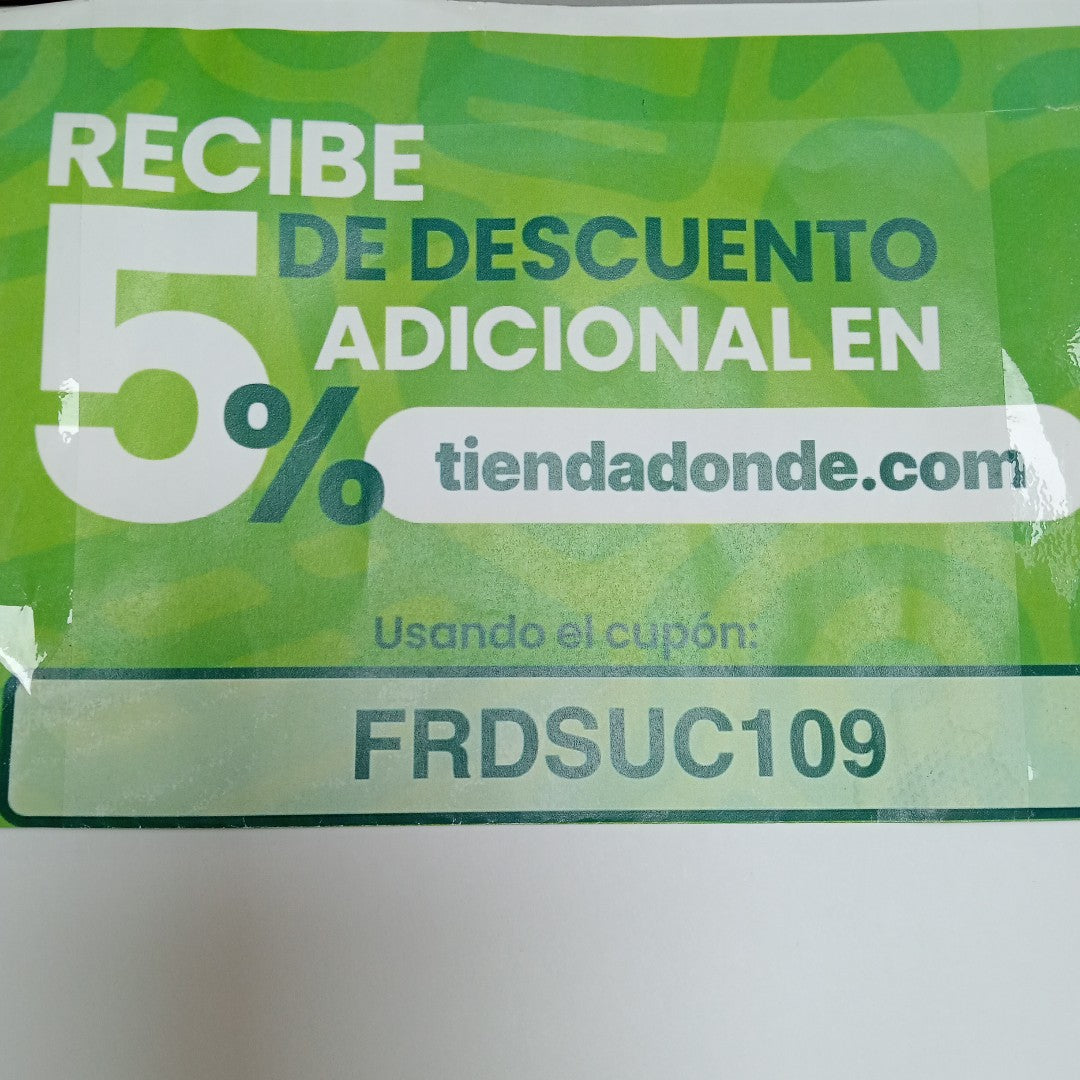 RECIBE
5% DE DESCUENTO
ADICIONAL EN
tiendadonde.com
Usando el cupón:
FRDSUC109